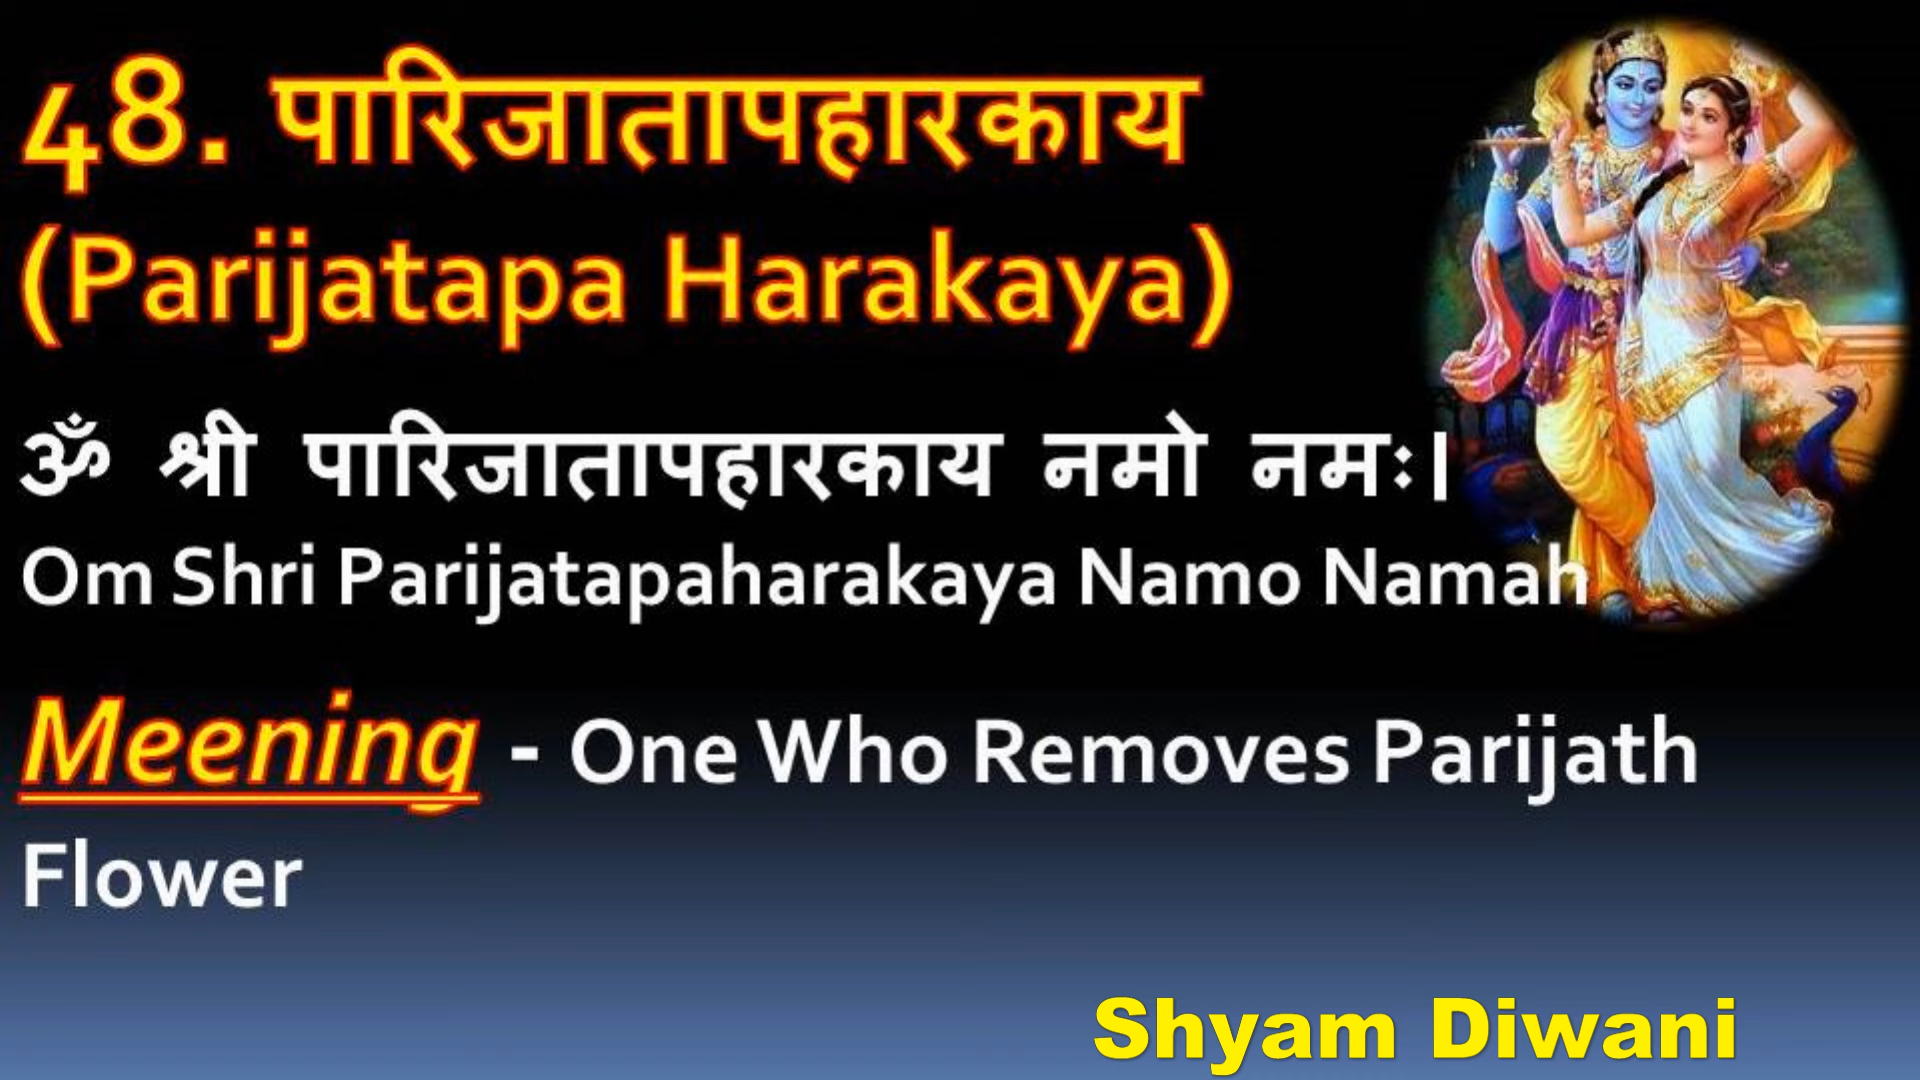 48. पारिजातापहारकाय
(Parijatapa Harakaya)
ॐ श्री पारिजातापहारकाय नमो नमः।
Om Shri Parijatapaharakaya Namo Namah
Meening - One Who Removes Parijath
Flower
Shyam Diwani